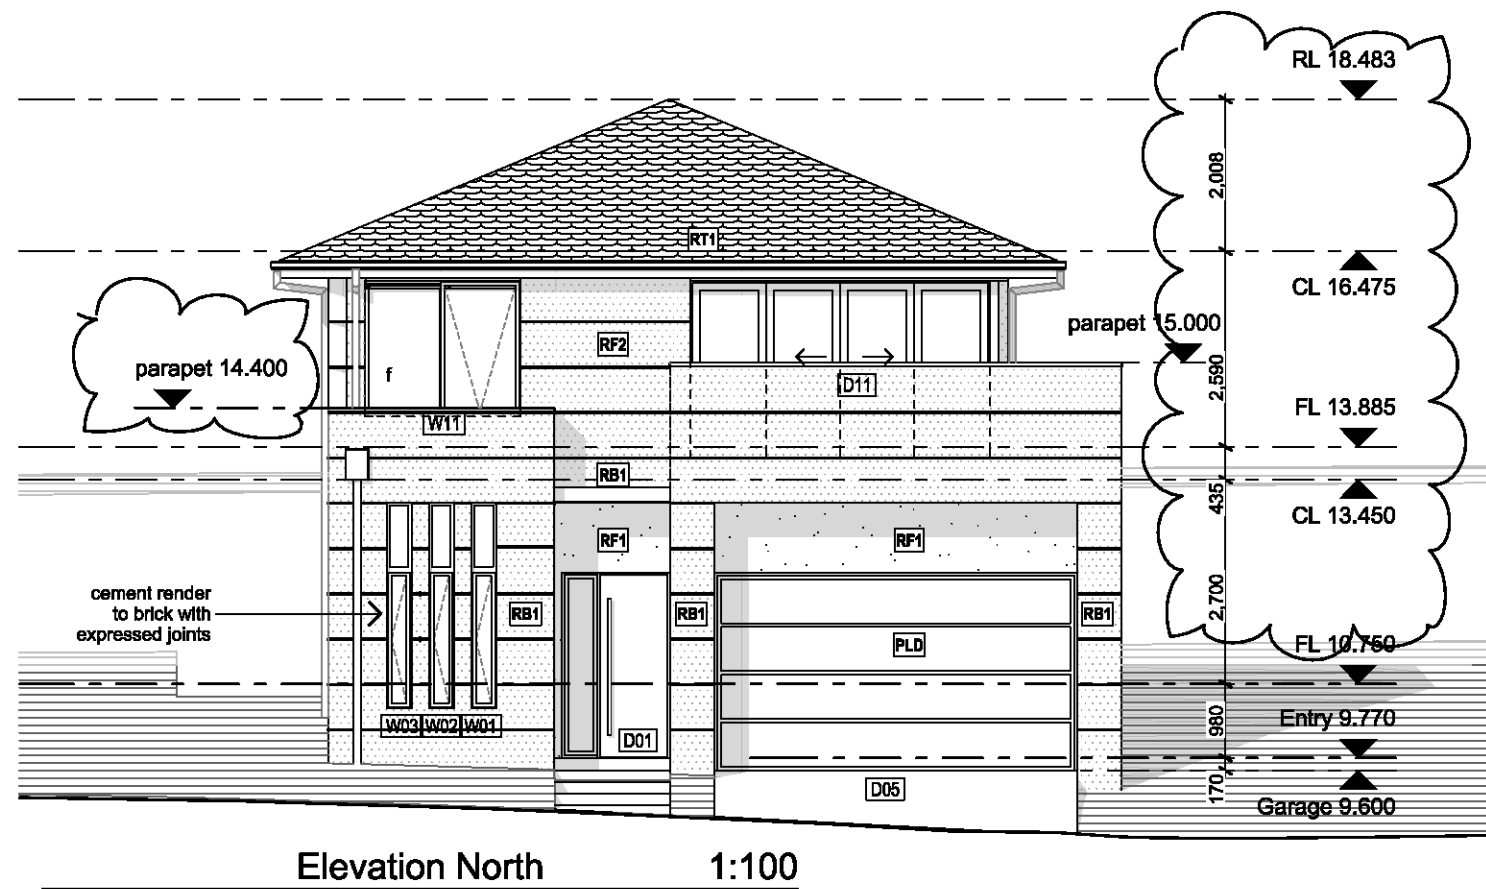 RL 18.483
2,008
RT1
CL 16.475
parapet 15.000
RF2
parapet 14.400
f
D11
2,590
FL 13.885
W11
RB1
435
CL 13.450
RF1
RF1
cement render
to brick with
expressed joints
RB1
RB1
RB1
2,700
PLD
FL 10.750
W03 W02 W01
D01
980
Entry 9.770
D05
170
Garage 9.600
Elevation North 1:100